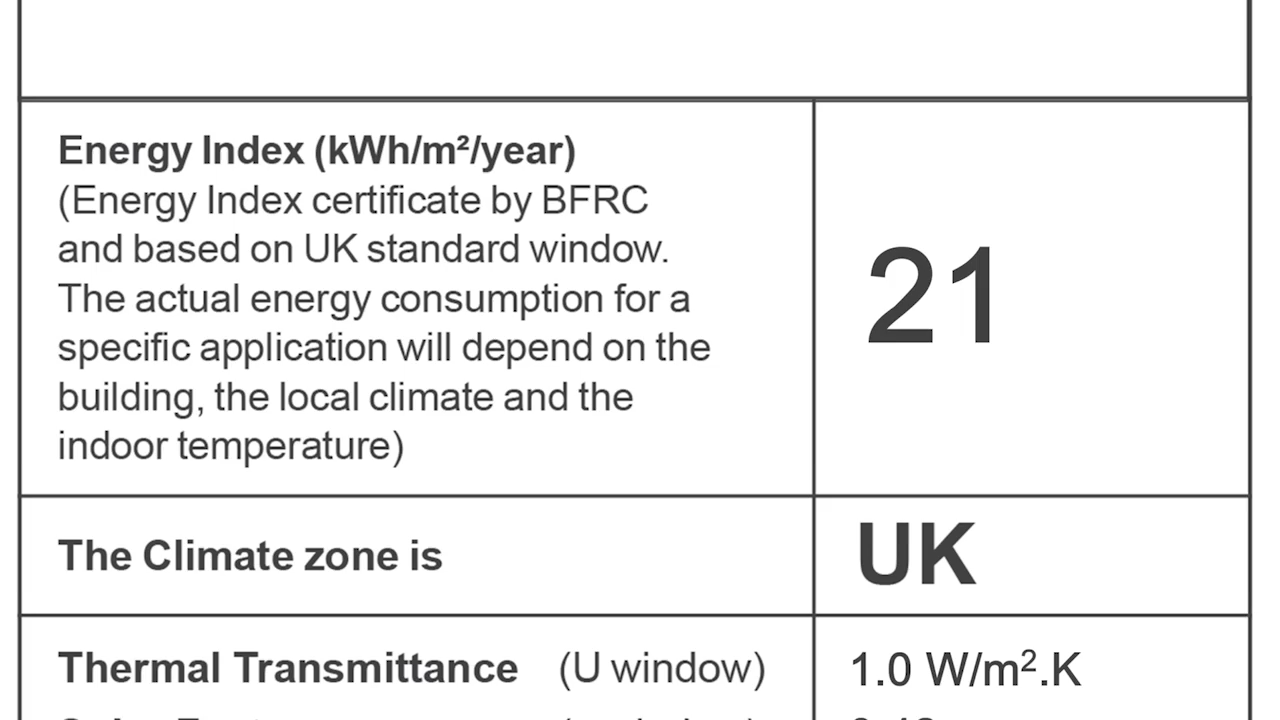 Energy Index (kWh/m²/year)
(Energy Index certificate by BFRC
and based on UK standard window.
The actual energy consumption for a
specific application will depend on the
building, the local climate and the
indoor temperature)
21
The Climate zone is
UK
Thermal Transmittance (U window)
1.0 W/m².K